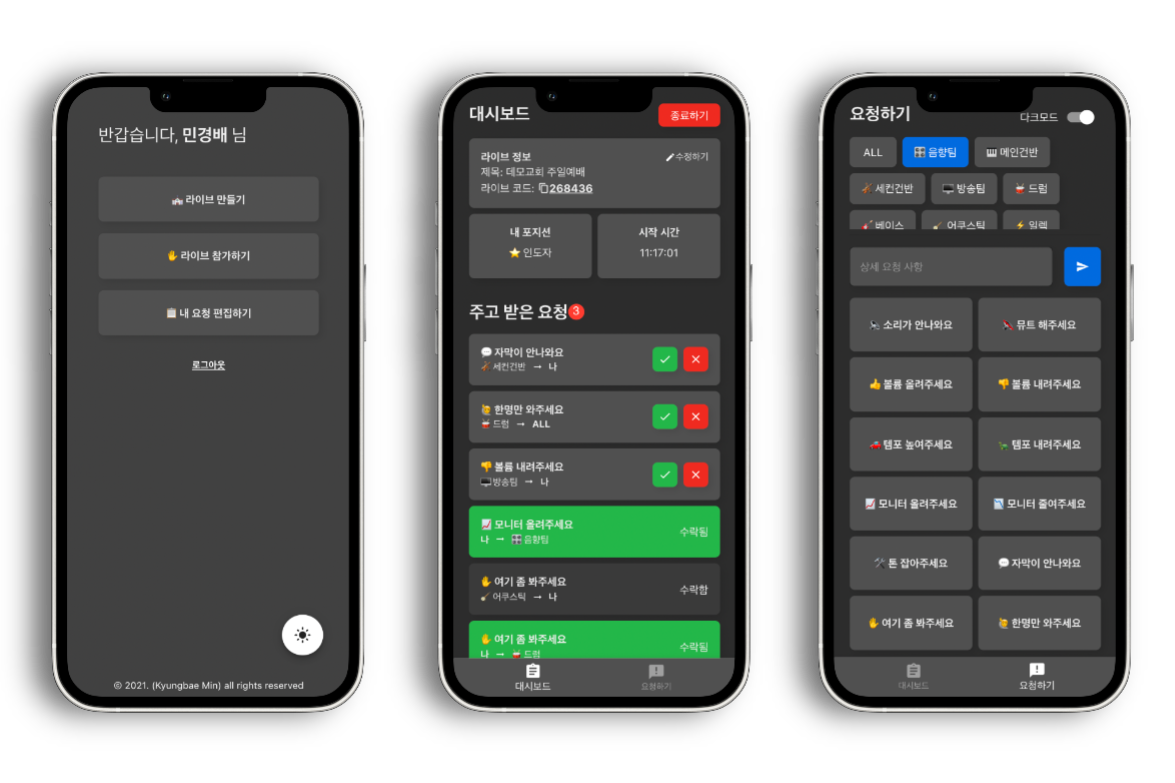 반갑습니다, 민경배 님
라이브 만들기
라이브 참가하기
내 요청 편집하기
로그아웃
© 2021. (Kyungbae Min) all rights reserved
대시보드
종료하기
라이브 정보
수정하기
제목: 데모교회 주일예배
라이브 코드: 268436
내 포지션
인도자
시작 시간
11:17:01
주고 받은 요청 3
자막이 안나와요
세컨건반 → 나
한명만 와주세요
드럼 → ALL
볼륨 내려주세요
방송팀 → 나
모니터 올려주세요
나 → 음향팀
수락됨
여기 좀 봐주세요
어쿠스틱 → 나
수락함
여기 좀 봐주세요
나 → 드럼
수락됨
대시보드
요청하기
요청하기
다크모드
ALL
음향팀
메인건반
세컨건반
방송팀
드럼
베이스
어쿠스틱
일렉
상세 요청 사항
소리가 안나와요
뮤트 해주세요
볼륨 올려주세요
볼륨 내려주세요
템포 높여주세요
템포 내려주세요
모니터 올려주세요
모니터 줄여주세요
톤 잡아주세요
자막이 안나와요
여기 좀 봐주세요
한명만 와주세요
대시보드
요청하기